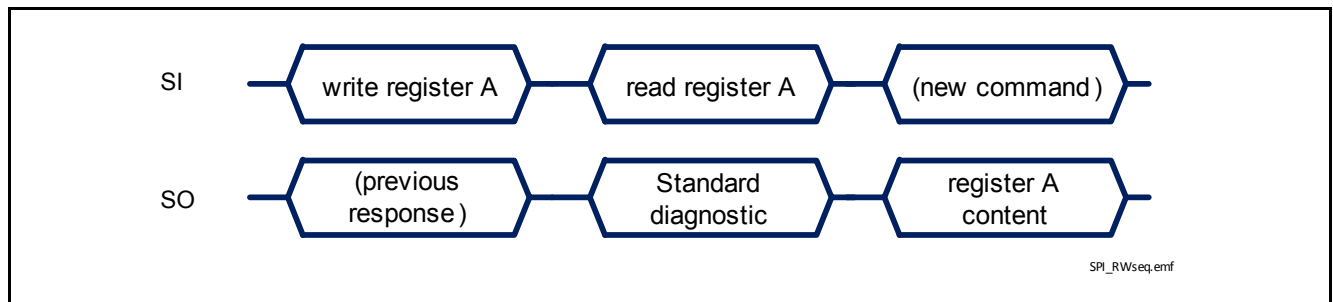 SI
write register A
read register A
(new command)
SO
(previous
response)
Standard
diagnostic
register A
content
SPI_RWseq.emf